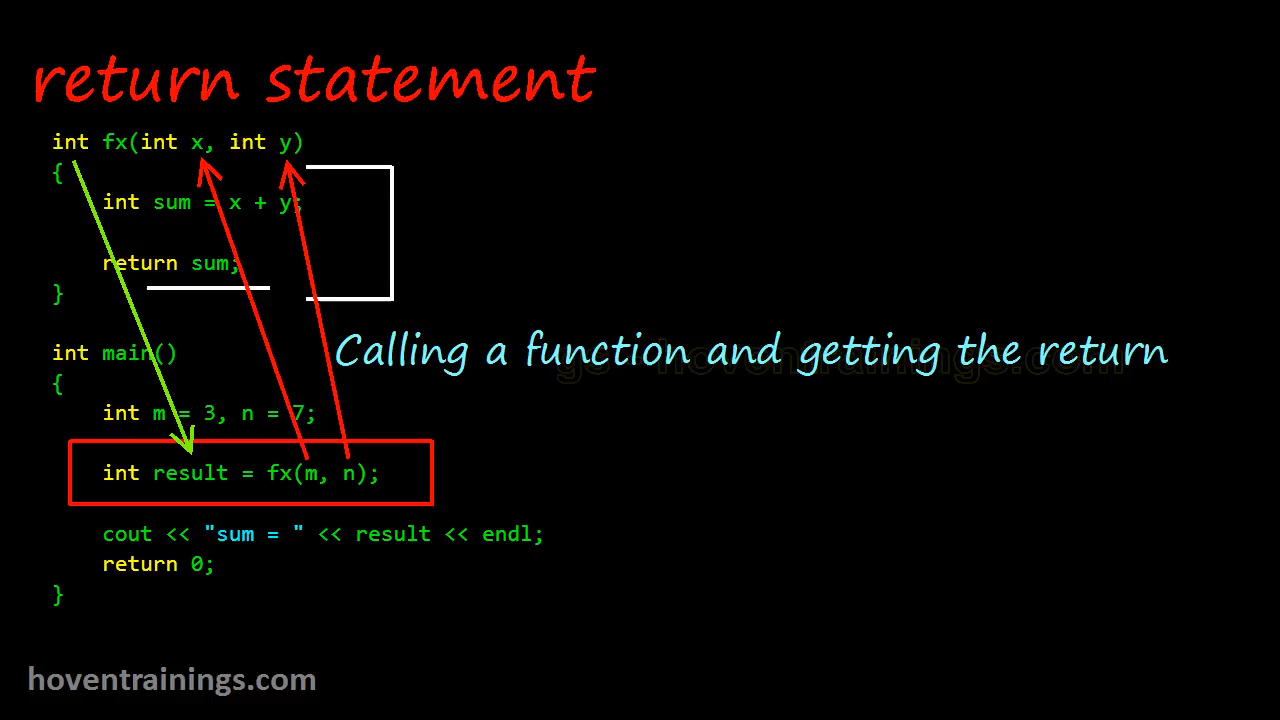 return statement
int fx(int x, int y)
{
int sum = x + y;
return sum;
}
int main()
Calling a function and getting the return
{
int m = 3, n = 7;
int result = fx(m, n);
cout << "sum = " << result << endl;
return 0;
}
hoventrainings.com